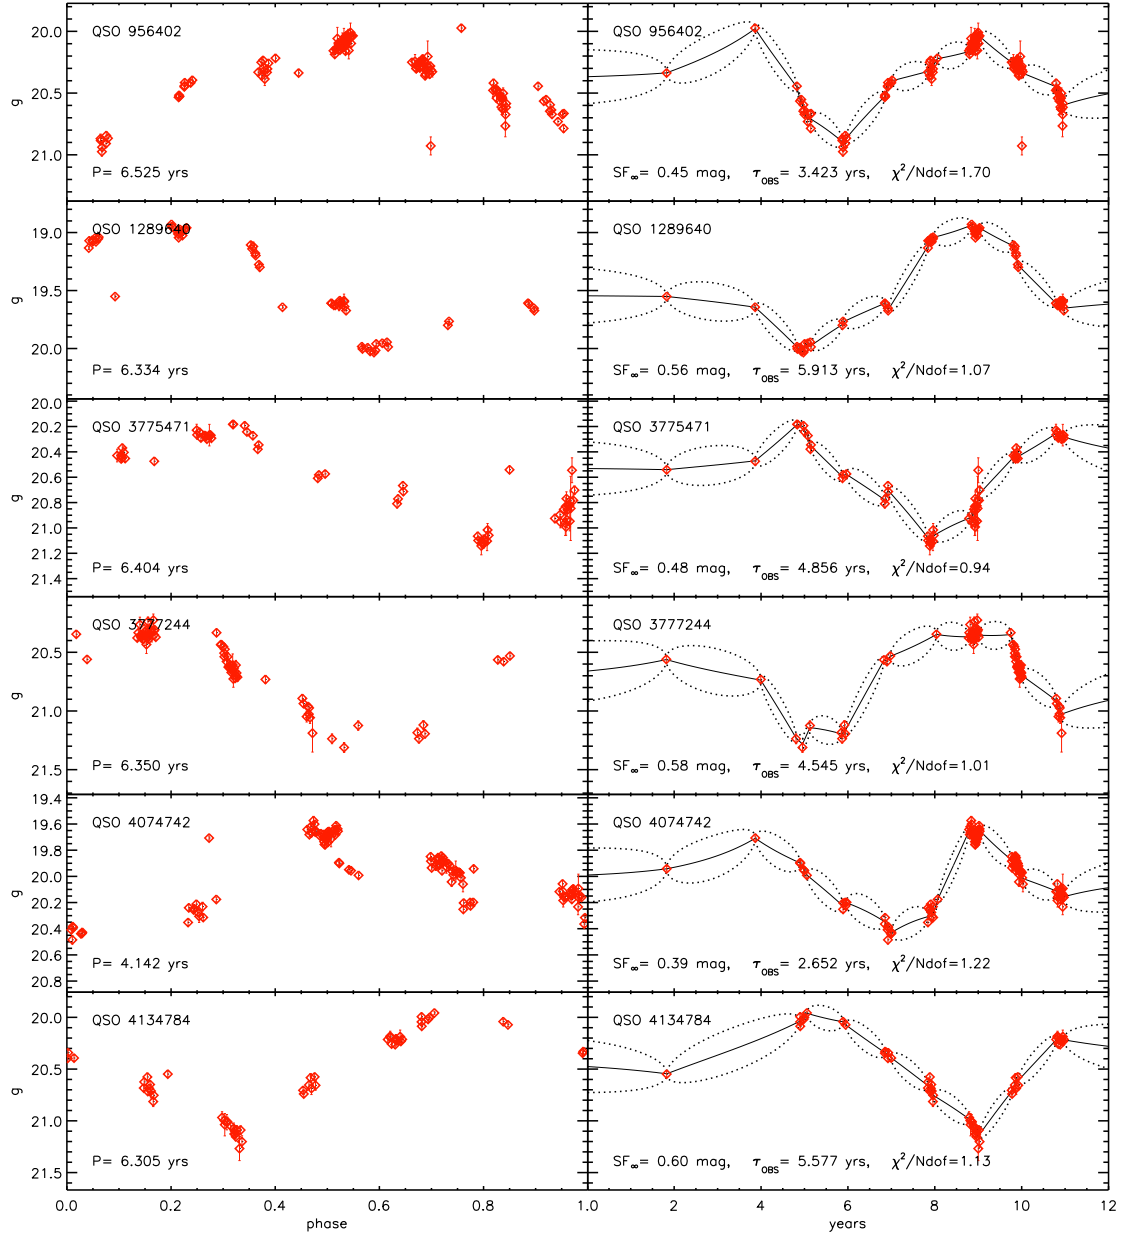 QSO 956402
QSO 956402
20.0
20.5
g
21.0
P= 6.525 yrs
SF∞= 0.45 mag, τOBS= 3.423 yrs, χ²/Ndof=1.70
QSO 1289640
QSO 1289640
19.0
19.5
g
20.0
P= 6.334 yrs
SF∞= 0.56 mag, τOBS= 5.913 yrs, χ²/Ndof=1.07
20.0
QSO 3775471
QSO 3775471
20.2
20.4
20.6
g
20.8
21.0
21.2
21.4
P= 6.404 yrs
SF∞= 0.48 mag, τOBS= 4.856 yrs, χ²/Ndof=0.94
QSO 3777244
QSO 3777244
20.5
g
21.0
21.5
P= 6.350 yrs
SF∞= 0.58 mag, τOBS= 4.545 yrs, χ²/Ndof=1.01
19.4
QSO 4074742
QSO 4074742
19.6
19.8
20.0
g
20.2
20.4
20.6
20.8
P= 4.142 yrs
SF∞= 0.39 mag, τOBS= 2.652 yrs, χ²/Ndof=1.22
QSO 4134784
QSO 4134784
20.0
20.5
g
21.0
21.5
P= 6.305 yrs
SF∞= 0.60 mag, τOBS= 5.577 yrs, χ²/Ndof=1.13
0.0 0.2 0.4 0.6 0.8 1.0 2 4 6 8 10 12
phase years